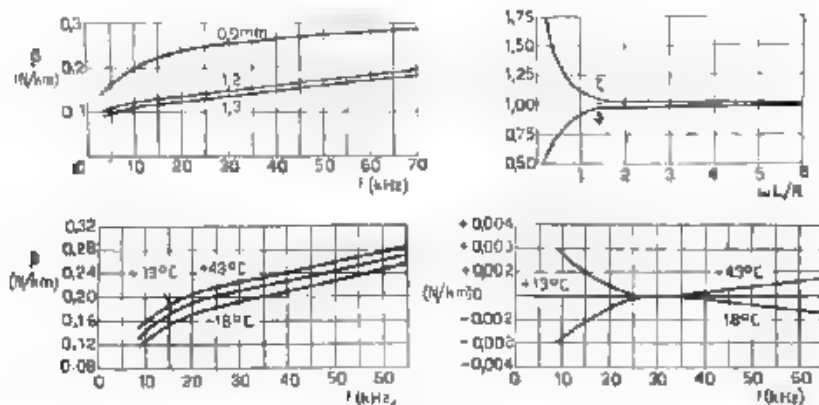 0,3
0,9mm
0.2
(N/km)
1,2
1,3
0.1
0 10 20 30 40 50 60 70
f (kHz)
1,75
1,50
1,25
1,00
0,75
0,50
1 2 3 4 5 6
ωL/R
0,32
0,28
+13°C +43°C
0,24
(N/km)
0,20
0,16
-18°C
0,12
0,08
0 10 20 30 40 50
f (kHz)
+ 0,004
+ 0,003
+ 0,002
+13°C +43°C
(N/km)0
-0,002
18°C
-0,003
-0,004
0 10 20 30 40 50 60
f (kHz)